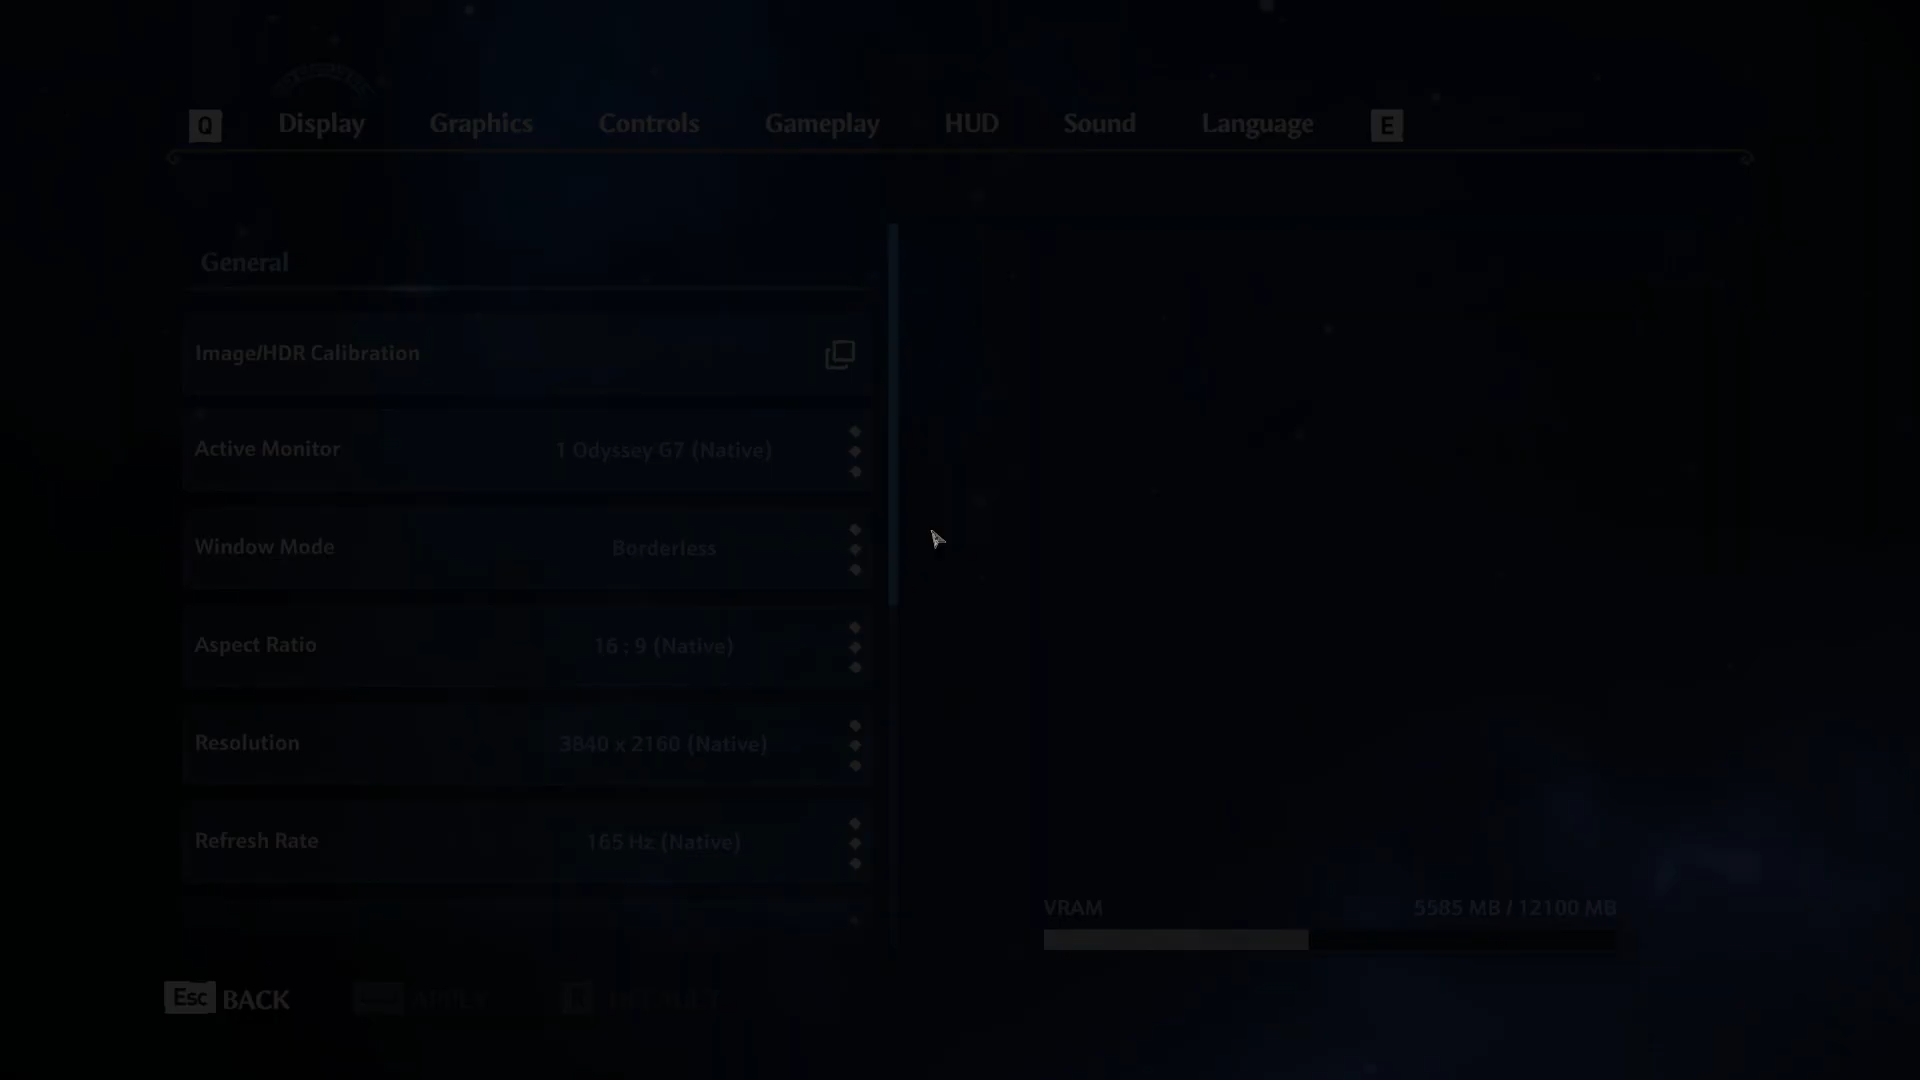 Q Display Graphics Controls Gameplay HUD Sound Language E
General
Image/HDR Calibration
Active Monitor 1 Odyssey G7 (Native)
Window Mode Borderless
Aspect Ratio 16 : 9 (Native)
Resolution 3840 x 2160 (Native)
Refresh Rate 165 Hz (Native)
VRAM 5585 MB / 12100 MB
Esc BACK APPLY R DEFAULT